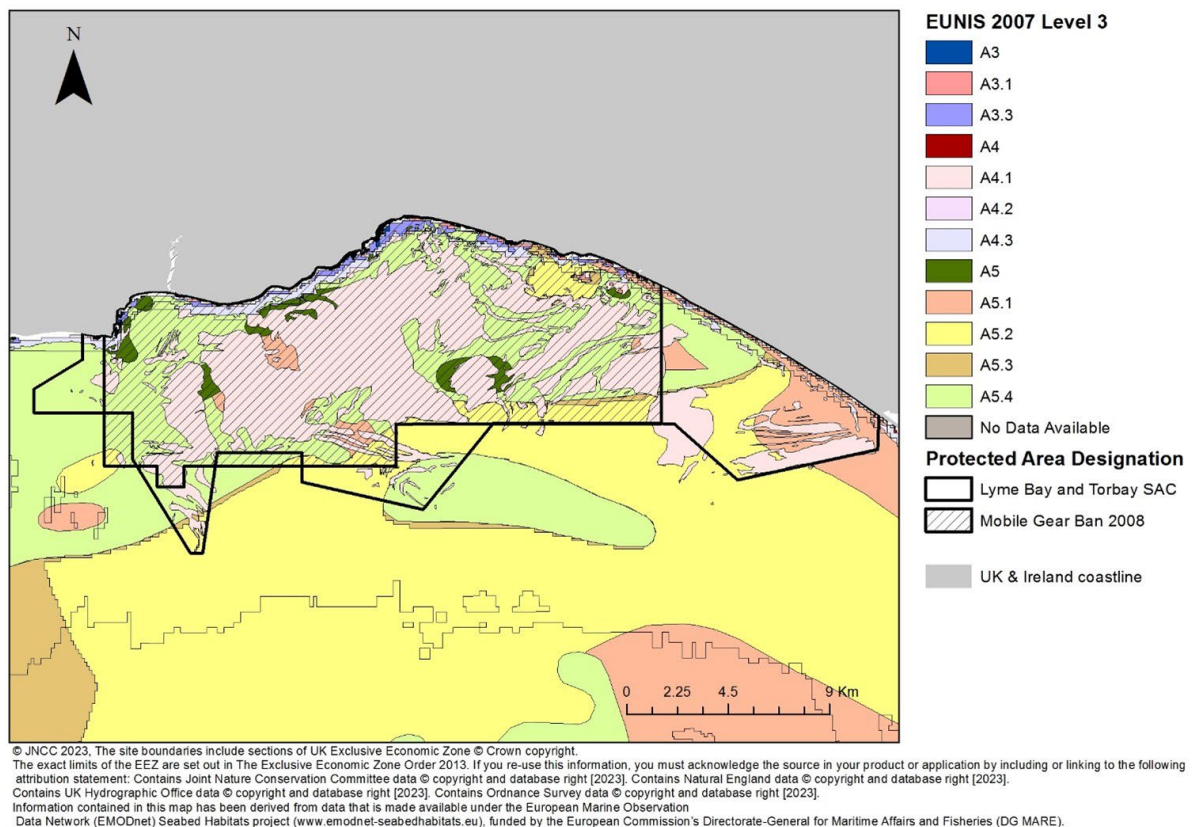 N
EUNIS 2007 Level 3
A3
A3.1
A3.3
A4
A4.1
A4.2
A4.3
A5
A5.1
A5.2
A5.3
A5.4
No Data Available
Protected Area Designation
Lyme Bay and Torbay SAC
Mobile Gear Ban 2008
UK & Ireland coastline
0 2.25 4.5 9 Km
© JNCC 2023, The site boundaries include sections of UK Exclusive Economic Zone © Crown copyright.
The exact limits of the EEZ are set out in The Exclusive Economic Zone Order 2013. If you re-use this information, you must acknowledge the source in your product or application by including or linking to the following
attribution statement: Contains Joint Nature Conservation Committee data © copyright and database right [2023]. Contains Natural England data © copyright and database right [2023].
Contains UK Hydrographic Office data © copyright and database right [2023]. Contains Ordnance Survey data © copyright and database right [2023].
Information contained in this map has been derived from data that is made available under the European Marine Observation
Data Network (EMODnet) Seabed Habitats project (www.emodnet-seabedhabitats.eu), funded by the European Commission's Directorate-General for Maritime Affairs and Fisheries (DG MARE).